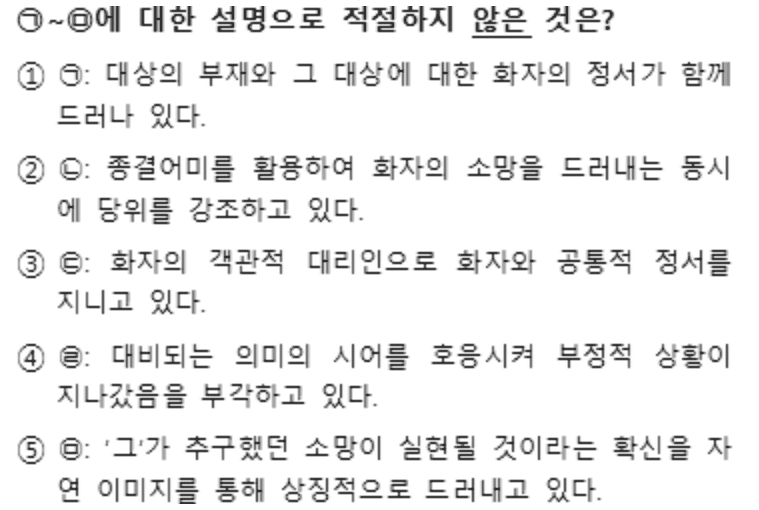 ㉠~㉤에 대한 설명으로 적절하지 않은 것은?
① ㉠: 대상의 부재와 그 대상에 대한 화자의 정서가 함께
드러나 있다.
② ㉡: 종결어미를 활용하여 화자의 소망을 드러내는 동시
에 당위를 강조하고 있다.
③ ㉢: 화자의 객관적 대리인으로 화자와 공통적 정서를
지니고 있다.
④ ㉣: 대비되는 의미의 시어를 호응시켜 부정적 상황이
지나갔음을 부각하고 있다.
⑤ ㉤: '그'가 추구했던 소망이 실현될 것이라는 확신을 자
연 이미지를 통해 상징적으로 드러내고 있다.